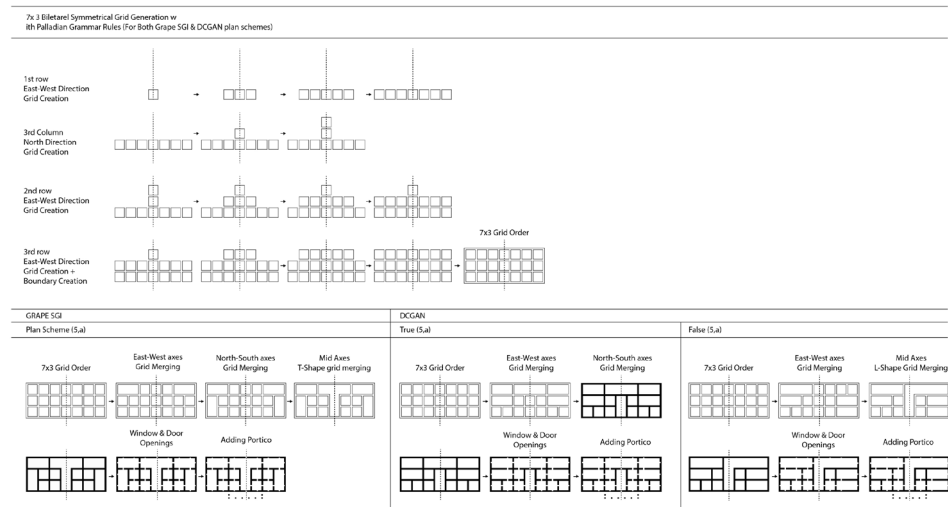 7x 3 Biletarel Symmetrical Grid Generation w
ith Palladian Grammar Rules (For Both Grape SGI & DCGAN plan schemes)
1st row
East-West Direction
Grid Creation
3rd Column
North Direction
Grid Creation
2nd row
East-West Direction
Grid Creation
3rd row
East-West Direction
Grid Creation +
Boundary Creation
7x3 Grid Order
GRAPE SGI
DCGAN
Plan Scheme (5,a)
True (5,a)
False (5,a)
7x3 Grid Order
East-West axes
Grid Merging
North-South axes
Grid Merging
Mid Axes
T-Shape grid merging
7x3 Grid Order
East-West axes
Grid Merging
North-South axes
Grid Merging
7x3 Grid Order
East-West axes
Grid Merging
Mid Axes
L-Shape Grid Merging
Window & Door
Openings
Adding Portico
Window & Door
Openings
Adding Portico
Window & Door
Openings
Adding Portico